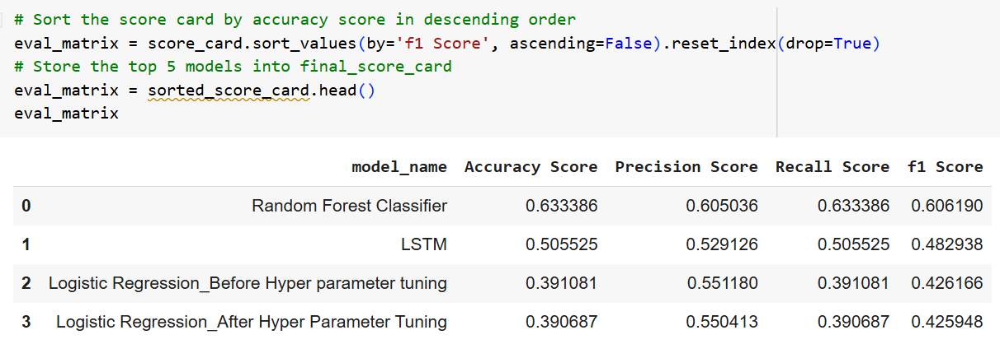 # Sort the score card by accuracy score in descending order
eval_matrix = score_card.sort_values(by='f1 Score', ascending=False).reset_index(drop=True)
# Store the top 5 models into final_score_card
eval_matrix = sorted_score_card.head()
eval_matrix
model_name Accuracy Score Precision Score Recall Score f1 Score
0 Random Forest Classifier 0.633386 0.605036 0.633386 0.606190
1 LSTM 0.505525 0.529126 0.505525 0.482938
2 Logistic Regression_Before Hyper parameter tuning 0.391081 0.551180 0.391081 0.426166
3 Logistic Regression_After Hyper Parameter Tuning 0.390687 0.550413 0.390687 0.425948